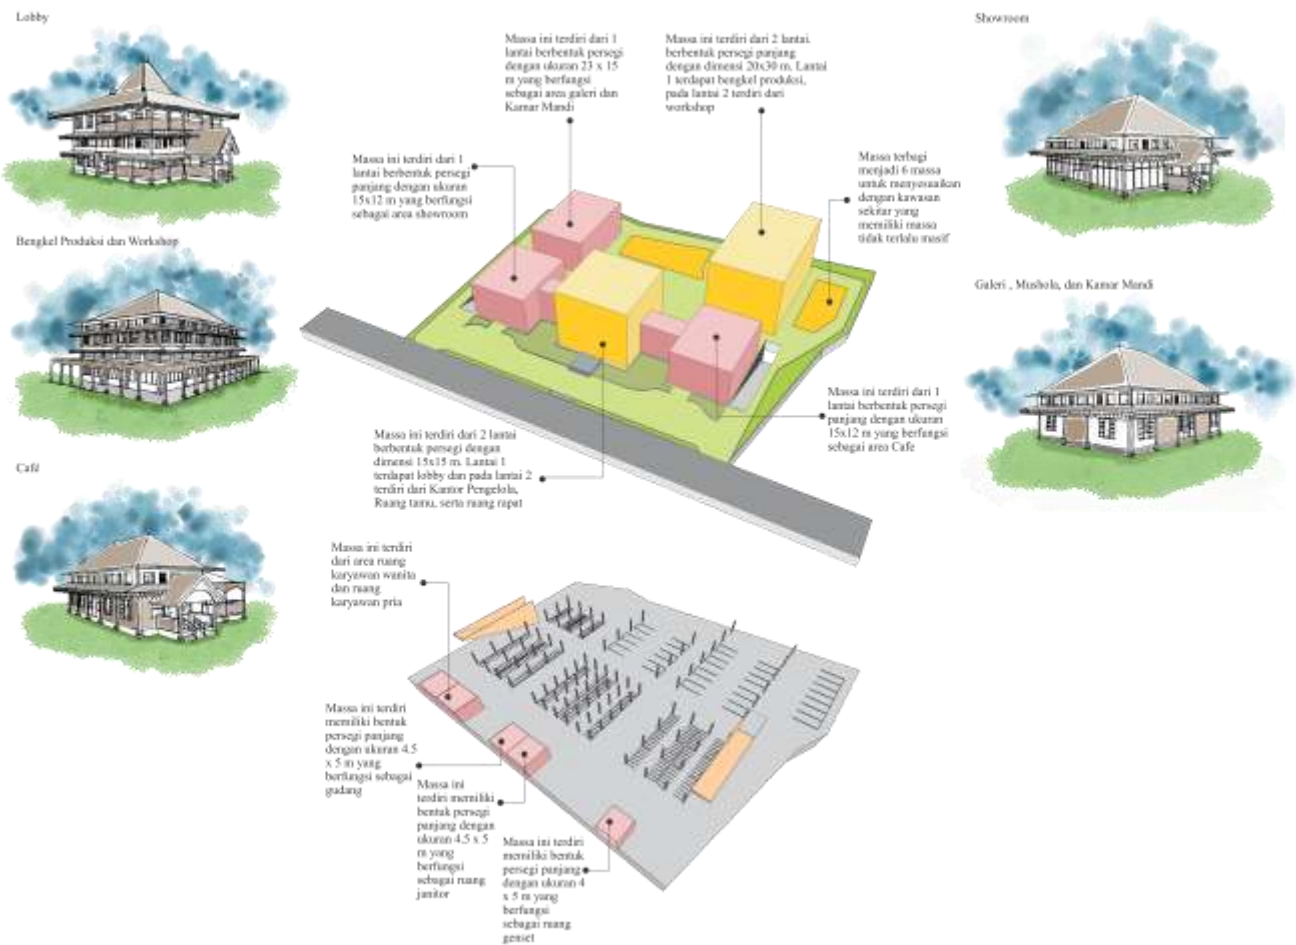 Lobby
Massa ini terdiri dari 1
lantai berbentuk persegi
dengan ukuran 23 x 15
m yang berfungsi
sebagai area galeri dan
Kamar Mandi
Massa ini terdiri dari 2 lantai.
berbentuk persegi panjang
dengan dimensi 20x30 m. Lantai
1 terdapat bengkel produksi,
pada lantai 2 terdiri dari
workshop
Showroom
Massa ini terdiri dari 1
lantai berbentuk persegi
panjang dengan ukuran
15x12 m yang berfungsi
sebagai area showroom
Massa terbagi
menjadi 6 massa
untuk menyesuaikan
dengan kawasan
sekitar yang
memiliki massa
tidak terlalu masif
Bengkel Produksi dan Workshop
Galeri , Mushola, dan Kamar Mandi
Massa ini terdiri dari 1
lantai berbentuk persegi
panjang dengan ukuran
15x12 m yang berfungsi
sebagai area Cafe
Massa ini terdiri dari 2 lantai
berbentuk persegi dengan
dimensi 15x15 m. Lantai 1
terdapat lobby dan pada lantai 2
terdiri dari Kantor Pengelola,
Ruang tamu, serta ruang rapat
Café
Massa ini terdiri
dari area ruang
karyawan wanita
dan ruang
karyawan pria
Massa ini terdiri
memiliki bentuk
persegi panjang
dengan ukuran 4.5
x 5 m yang
berfungsi sebagai
gudang
Massa ini
terdiri memiliki
bentuk persegi
panjang dengan
ukuran 4.5 x 5
m yang
berfungsi
sebagai ruang
janitor
Massa ini terdiri
memiliki bentuk
persegi panjang
dengan ukuran 4
x 5 m yang
berfungsi
sebagai ruang
genset